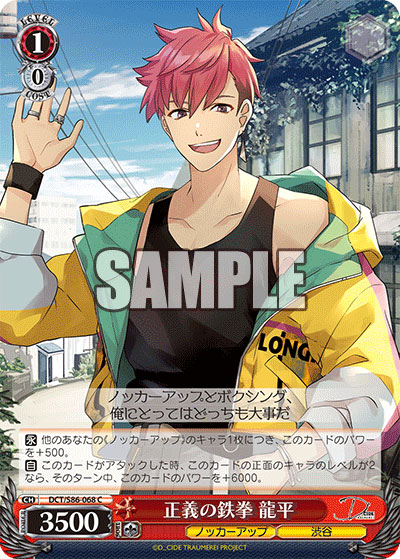 LEVEL
1
0
COST
SAMPLE
LONG
ノッカーアップとボクシング、
俺にとってはどっちも大事だ
永 他のあなたの《ノッカーアップ》のキャラ1枚につき、このカードのパワー
を+500。
自 このカードがアタックした時、このカードの正面のキャラのレベルが2
なら、そのターン中、このカードのパワーを+6000。
CH
DCT/S86-068 C
3500
正義の鉄拳 龍平
ノッカーアップ
渋谷
©D_CIDE TRAUMEREI PROJECT